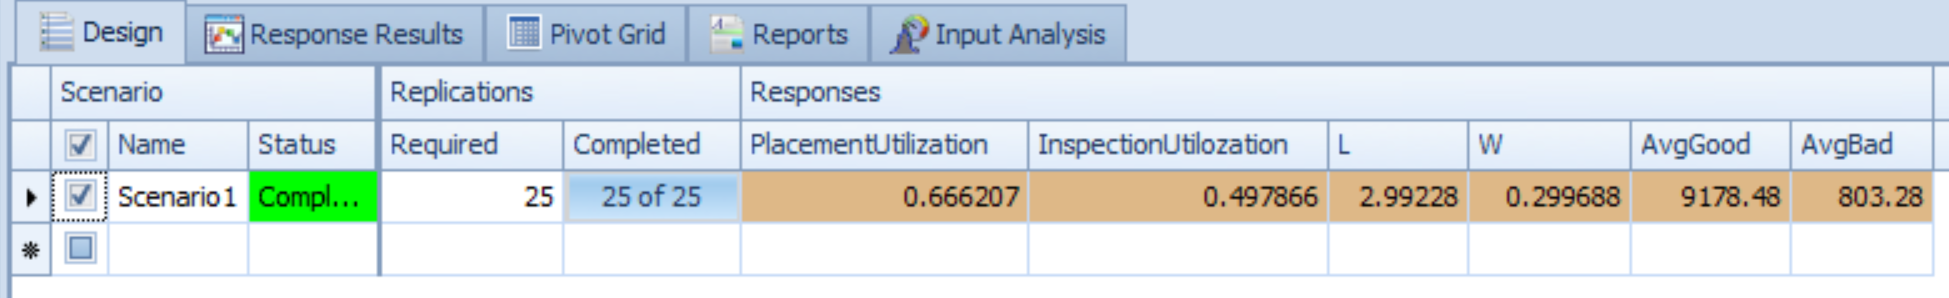 Design Response Results Pivot Grid Reports Input Analysis
Scenario Replications Responses
Name Status Required Completed PlacementUtilization InspectionUtilozation L W AvgGood AvgBad
Scenario1 Compl... 25 25 of 25 0.666207 0.497866 2.99228 0.299688 9178.48 803.28